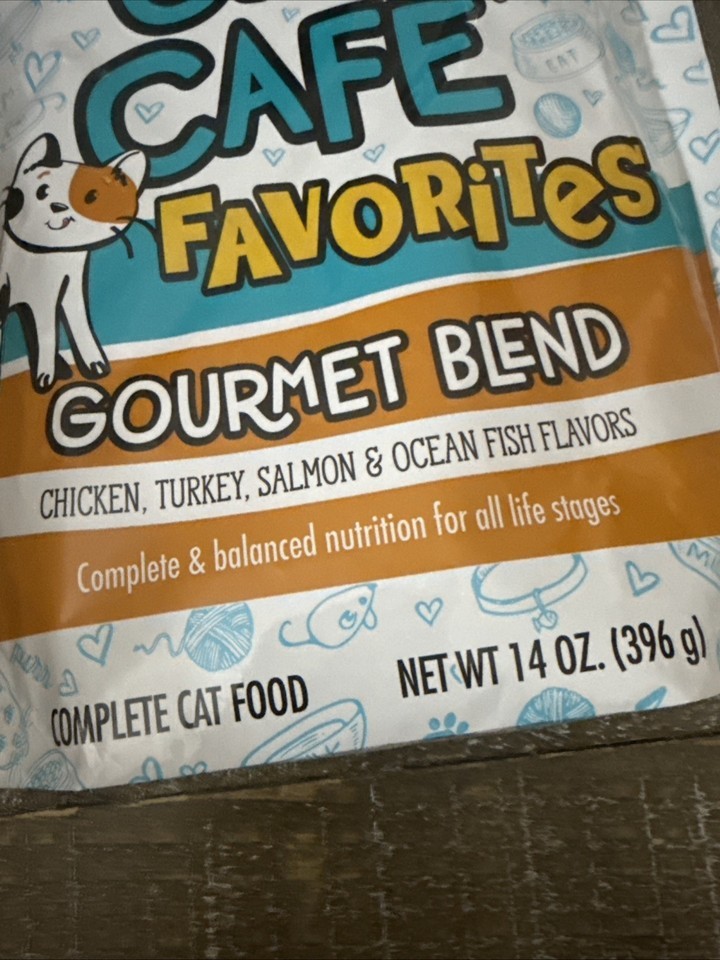 CAFE
FAVORiTeS
GOURMET BLEND
CHICKEN, TURKEY, SALMON & OCEAN FISH FLAVORS
Complete & balanced nutrition for all life stages
COMPLETE CAT FOOD
NET WT 14 OZ. (396 g)
EAT